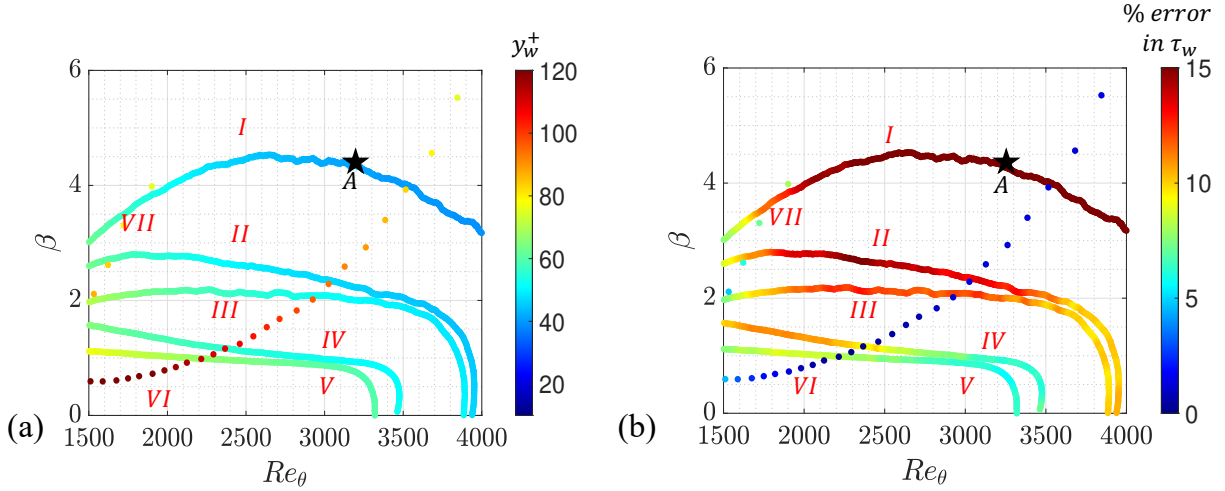 y_w^+
% error
in τ_w
6
4
2
0
β
120
100
80
60
40
20
I
II
III
IV
V
VI
VII
A
1500 2000 2500 3000 3500 4000
Re_θ
(a)
6
4
2
0
β
15
10
5
0
I
II
III
IV
V
VI
VII
A
1500 2000 2500 3000 3500 4000
Re_θ
(b)